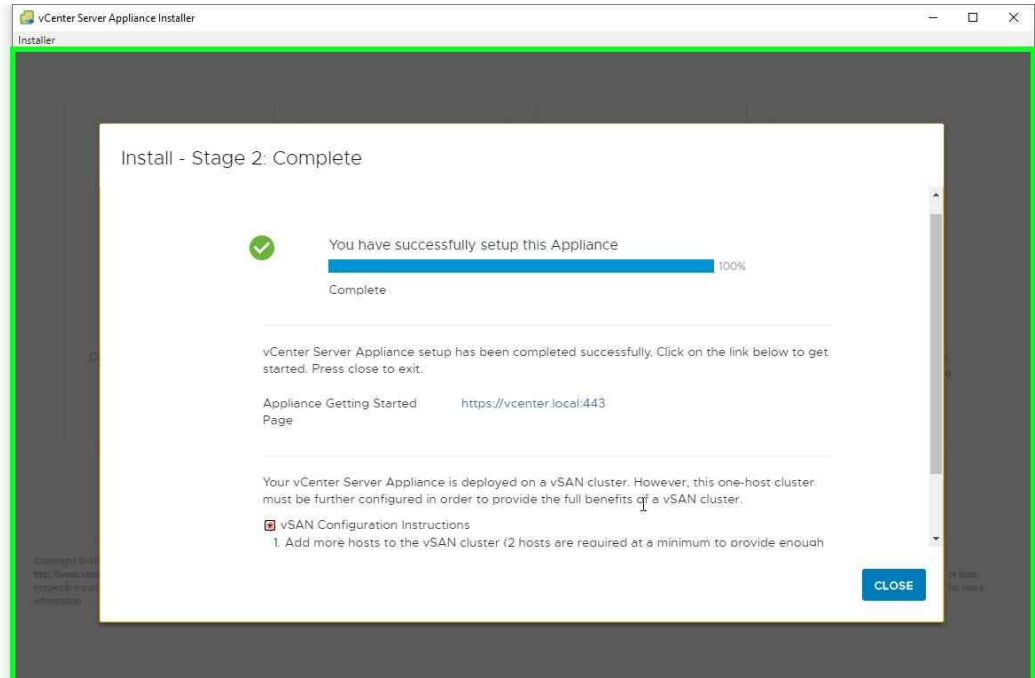 vCenter Server Appliance Installer
Installer
Install - Stage 2: Complete
You have successfully setup this Appliance
100%
Complete
vCenter Server Appliance setup has been completed successfully. Click on the link below to get
started. Press close to exit.
Appliance Getting Started https://vcenter.local:443
Page
Your vCenter Server Appliance is deployed on a vSAN cluster. However, this one-host cluster
must be further configured in order to provide the full benefits of a vSAN cluster.
vSAN Configuration Instructions
1. Add more hosts to the vSAN cluster (2 hosts are required at a minimum to provide enough
CLOSE
Copyright ©
information